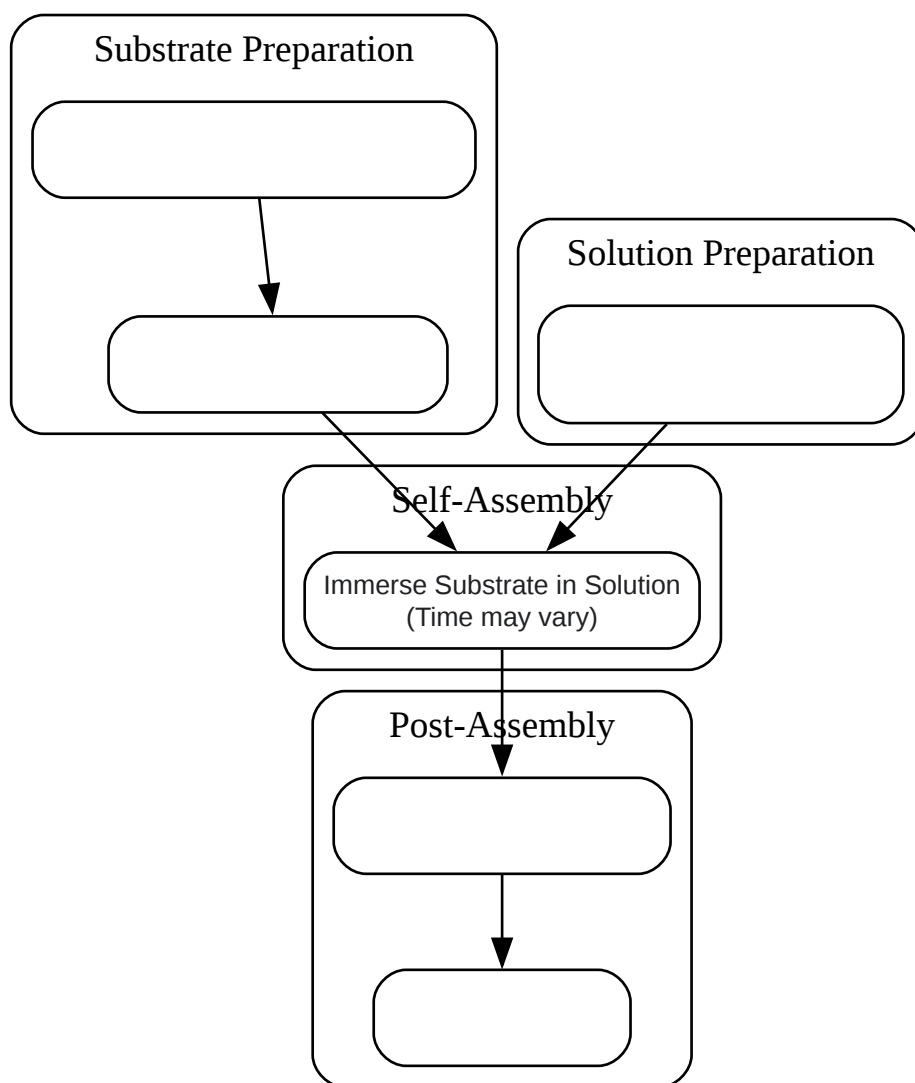 Substrate Preparation
Solution Preparation
Self-Assembly
Immerse Substrate in Solution
(Time may vary)
Post-Assembly